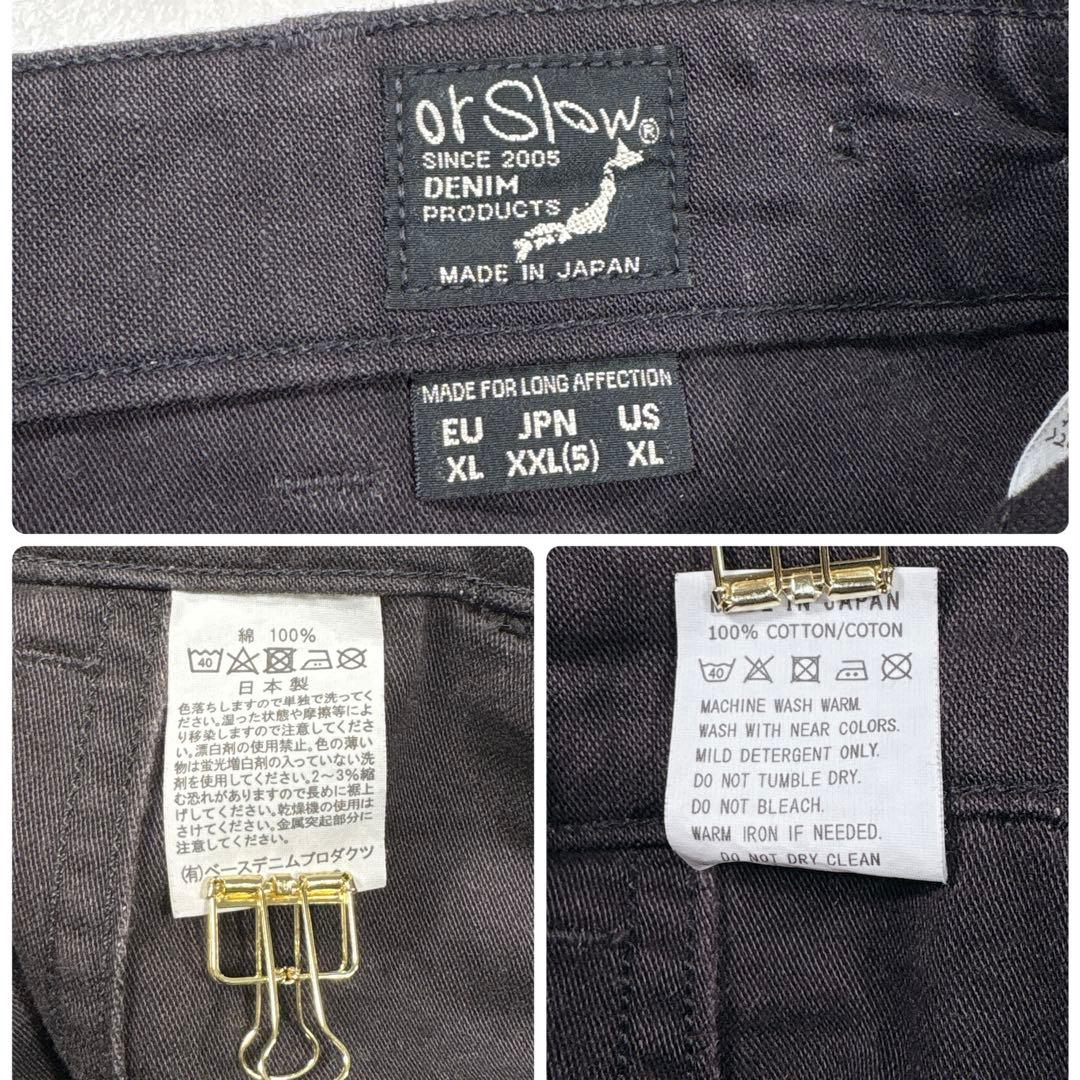 orSlow®
SINCE 2005
DENIM
PRODUCTS
MADE IN JAPAN
MADE FOR LONG AFFECTION
EU JPN US
XL XXL(5) XL
綿 100%
40
日本製
色落ちしますので単独で洗ってく
ださい。湿った状態や摩擦等によ
り移染しますので注意してくださ
い。漂白剤の使用禁止。色の薄い
物は蛍光増白剤の入っていない洗
剤を使用してください。2～3%縮
む恐れがありますので長めに裾上
げしてください。乾燥機の使用は
さけてください。金属突起部分に
注意してください。
(有)ベースデニムプロダクツ
MADE IN JAPAN
100% COTTON/COTON
40
MACHINE WASH WARM.
WASH WITH NEAR COLORS.
MILD DETERGENT ONLY.
DO NOT TUMBLE DRY.
DO NOT BLEACH.
WARM IRON IF NEEDED.
DO NOT DRY CLEAN